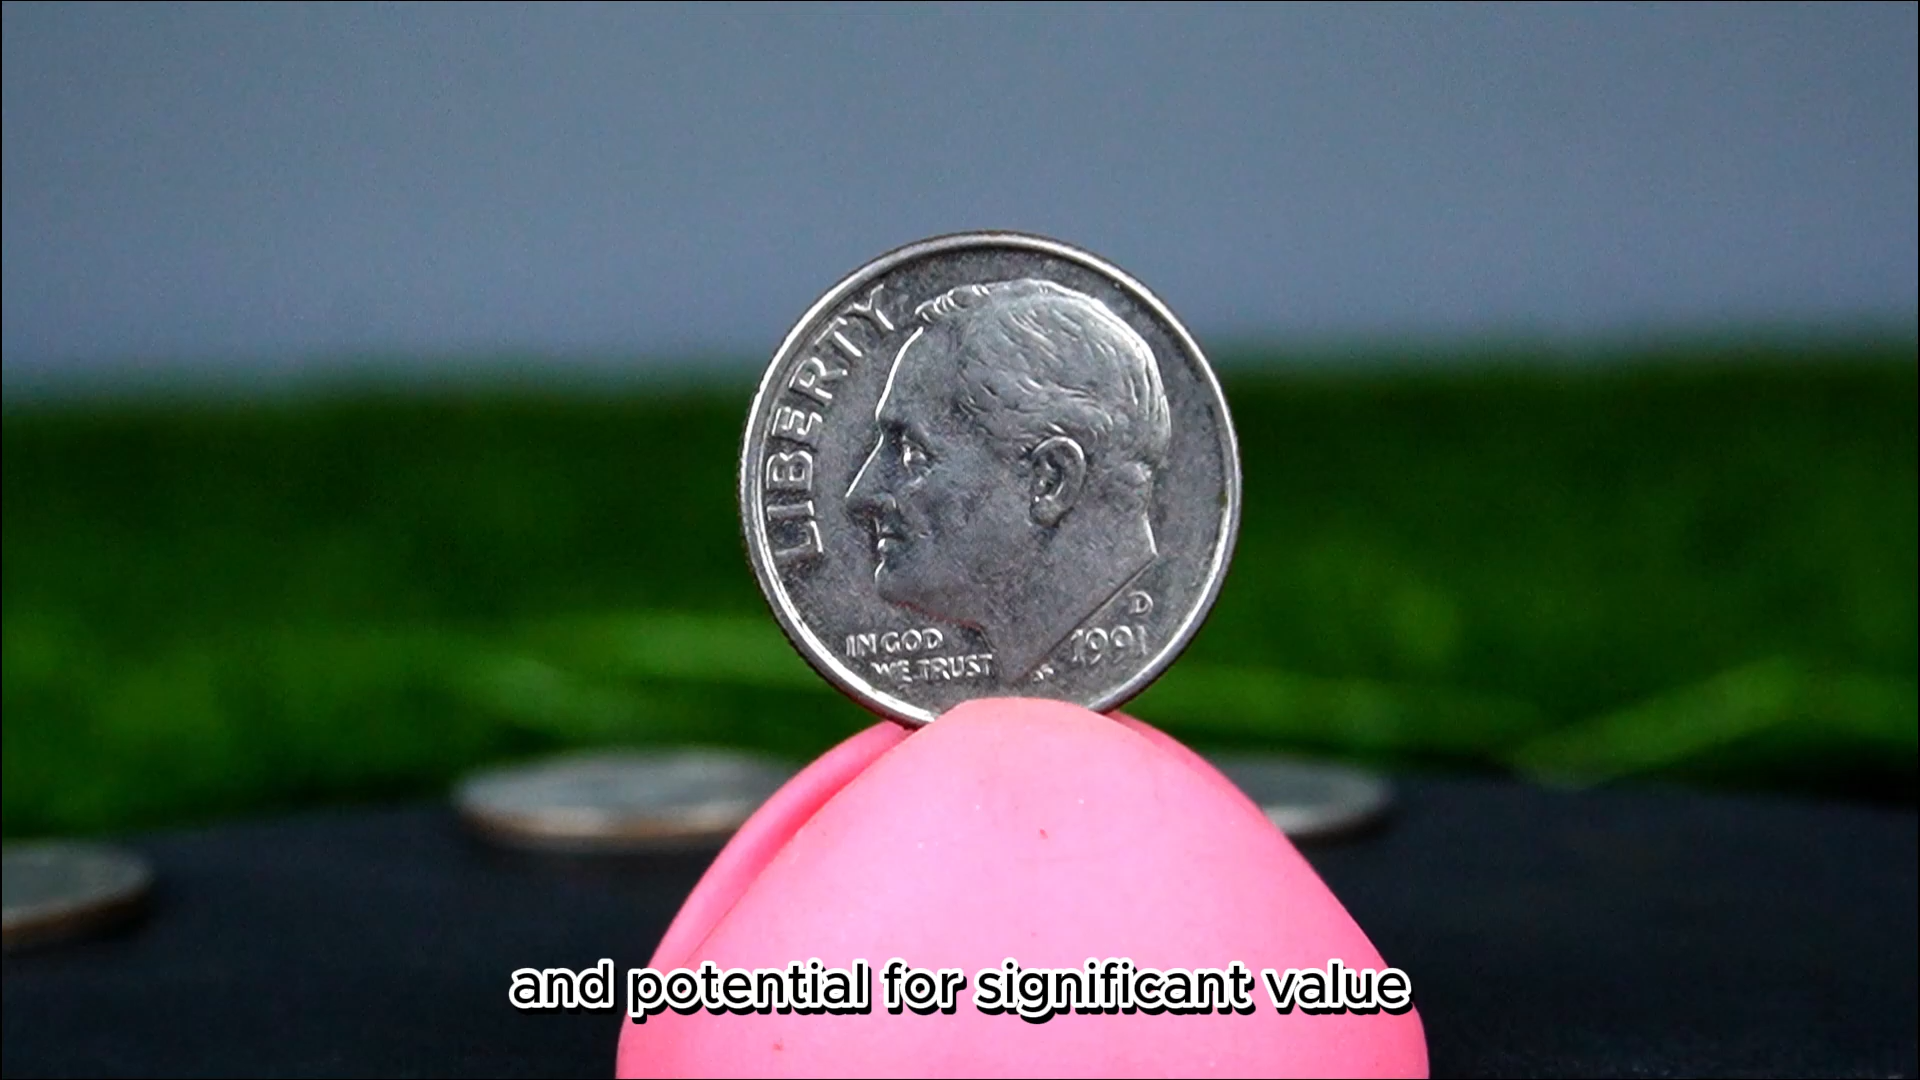 LIBERTY
IN GOD
WE TRUST
D
1991
and potential for significant value